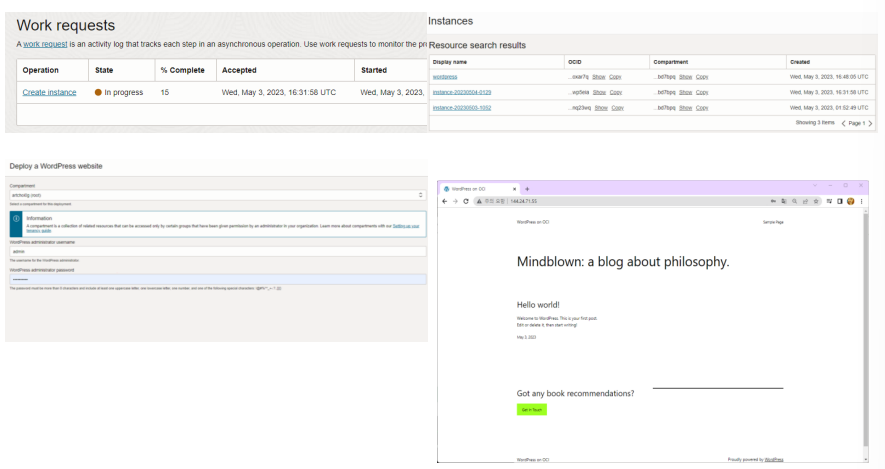 Work requests
A work request is an activity log that tracks each step in an asynchronous operation. Use work requests to monitor the pr
Operation State % Complete Accepted Started
Create instance In progress 15 Wed, May 3, 2023, 16:31:58 UTC Wed, May 3, 2023,
Instances
Resource search results
Display name OCID Compartment Created
wordpress ...oxar7q Show Copy ...bd7bpq Show Copy Wed, May 3, 2023, 16:48:05 UTC
instance-20230504-0129 Show Copy ...bd7bpq Show Copy Wed, May 3, 2023, 16:31:58 UTC
instance-20230503-1052 ...nq23wq Show Copy ...bd7bpq Show Copy Wed, May 3, 2023, 01:52:49 UTC
Showing 3 items < Page 1 >
Deploy a WordPress website
Compartment
(root)
Select a compartment for this deployment
Information
A compartment is a collection of related resources that can be accessed only by certain groups that have been given permission by an administrator in your organization. Learn more about compartments with our Setting up your tenancy guide.
WordPress administrator username
admin
The username for the WordPress administrator.
WordPress administrator password
The password must be more than 8 characters and include at least one uppercase letter, one lowercase letter, one number, and one of the following special characters:
WordPress on OCI
주의 요함 144.24.71.55
WordPress on OCI Sample Page
Mindblown: a blog about philosophy.
Hello world!
Welcome to WordPress. This is your first post.
Edit or delete it, then start writing!
May 3, 2023
Got any book recommendations?
Get In Touch
WordPress on OCI Proudly powered by WordPress